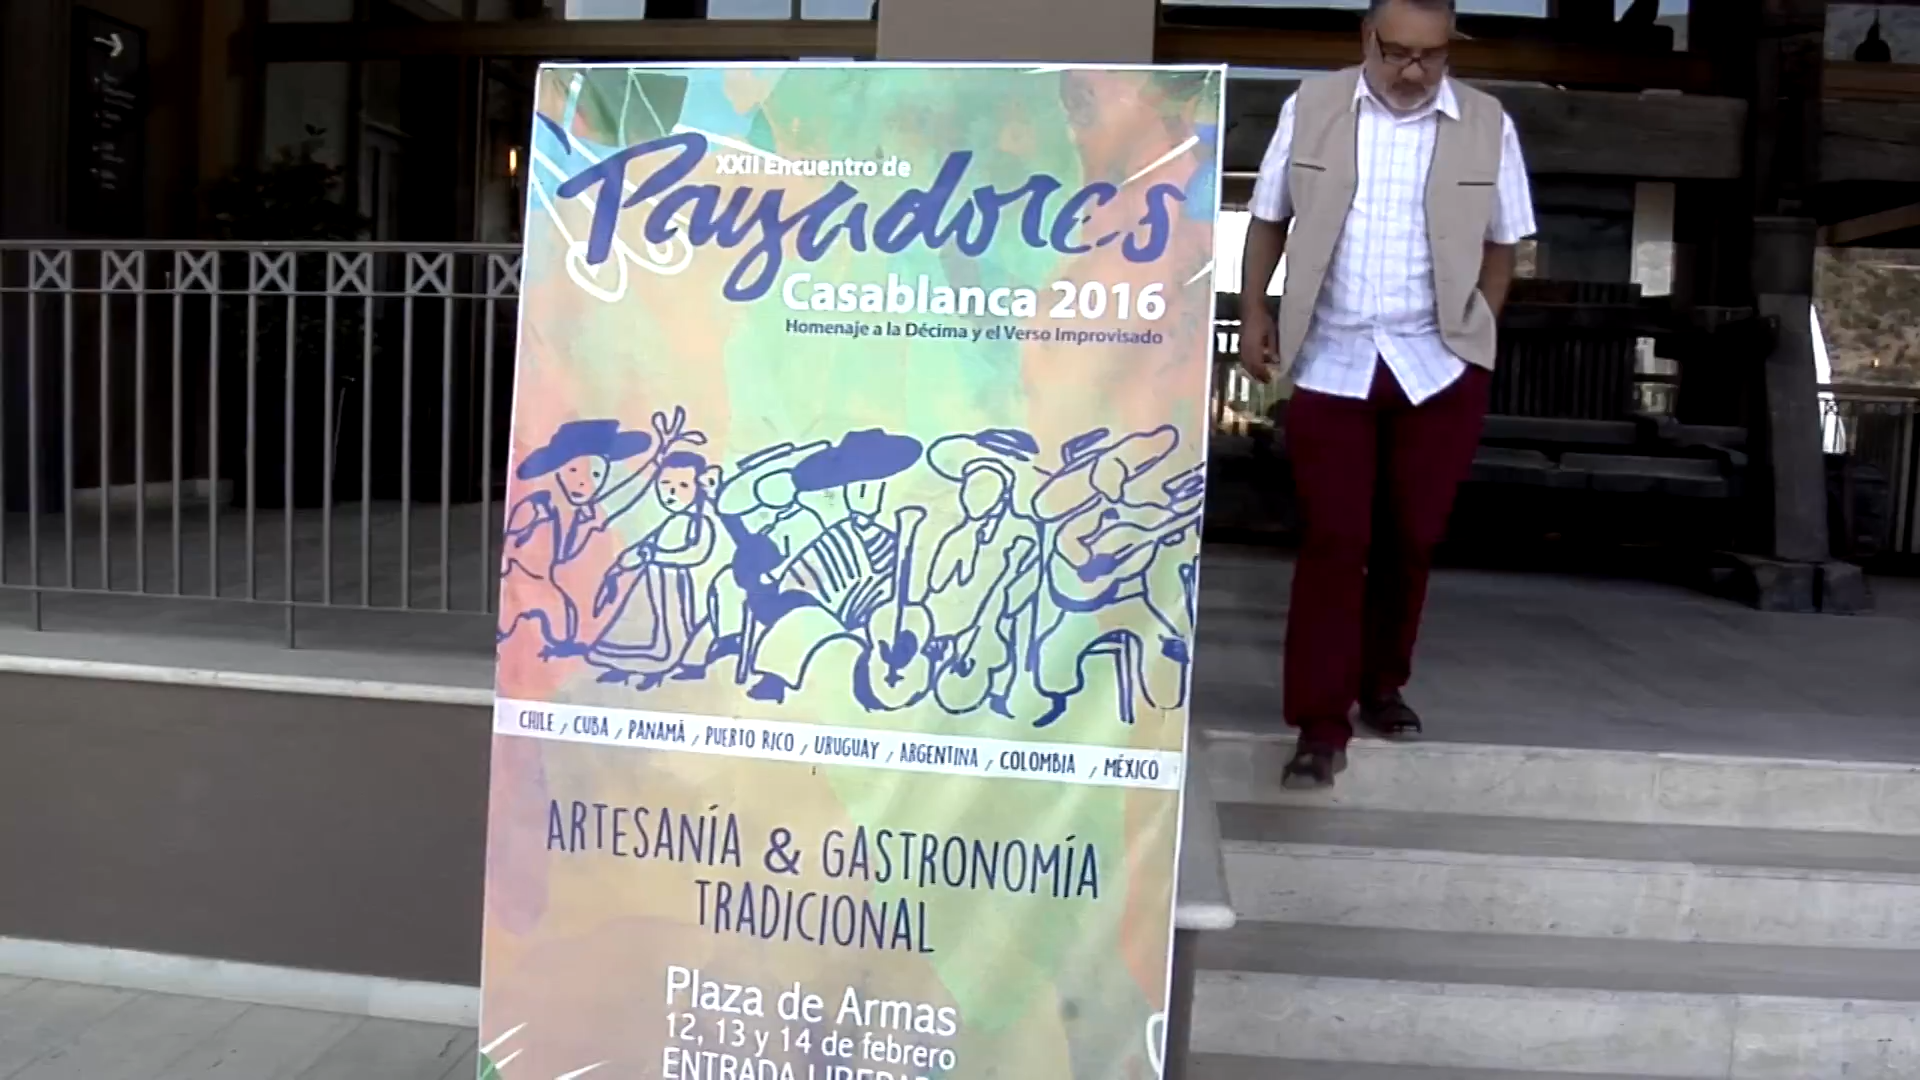 XXII Encuentro de
Payadores
Casablanca 2016
Homenaje a la Décima y el Verso Improvisado
CHILE / CUBA / PANAMÁ / PUERTO RICO / URUGUAY / ARGENTINA / COLOMBIA / MÉXICO
ARTESANÍA & GASTRONOMÍA
TRADICIONAL
Plaza de Armas
12, 13 y 14 de febrero
ENTRADA